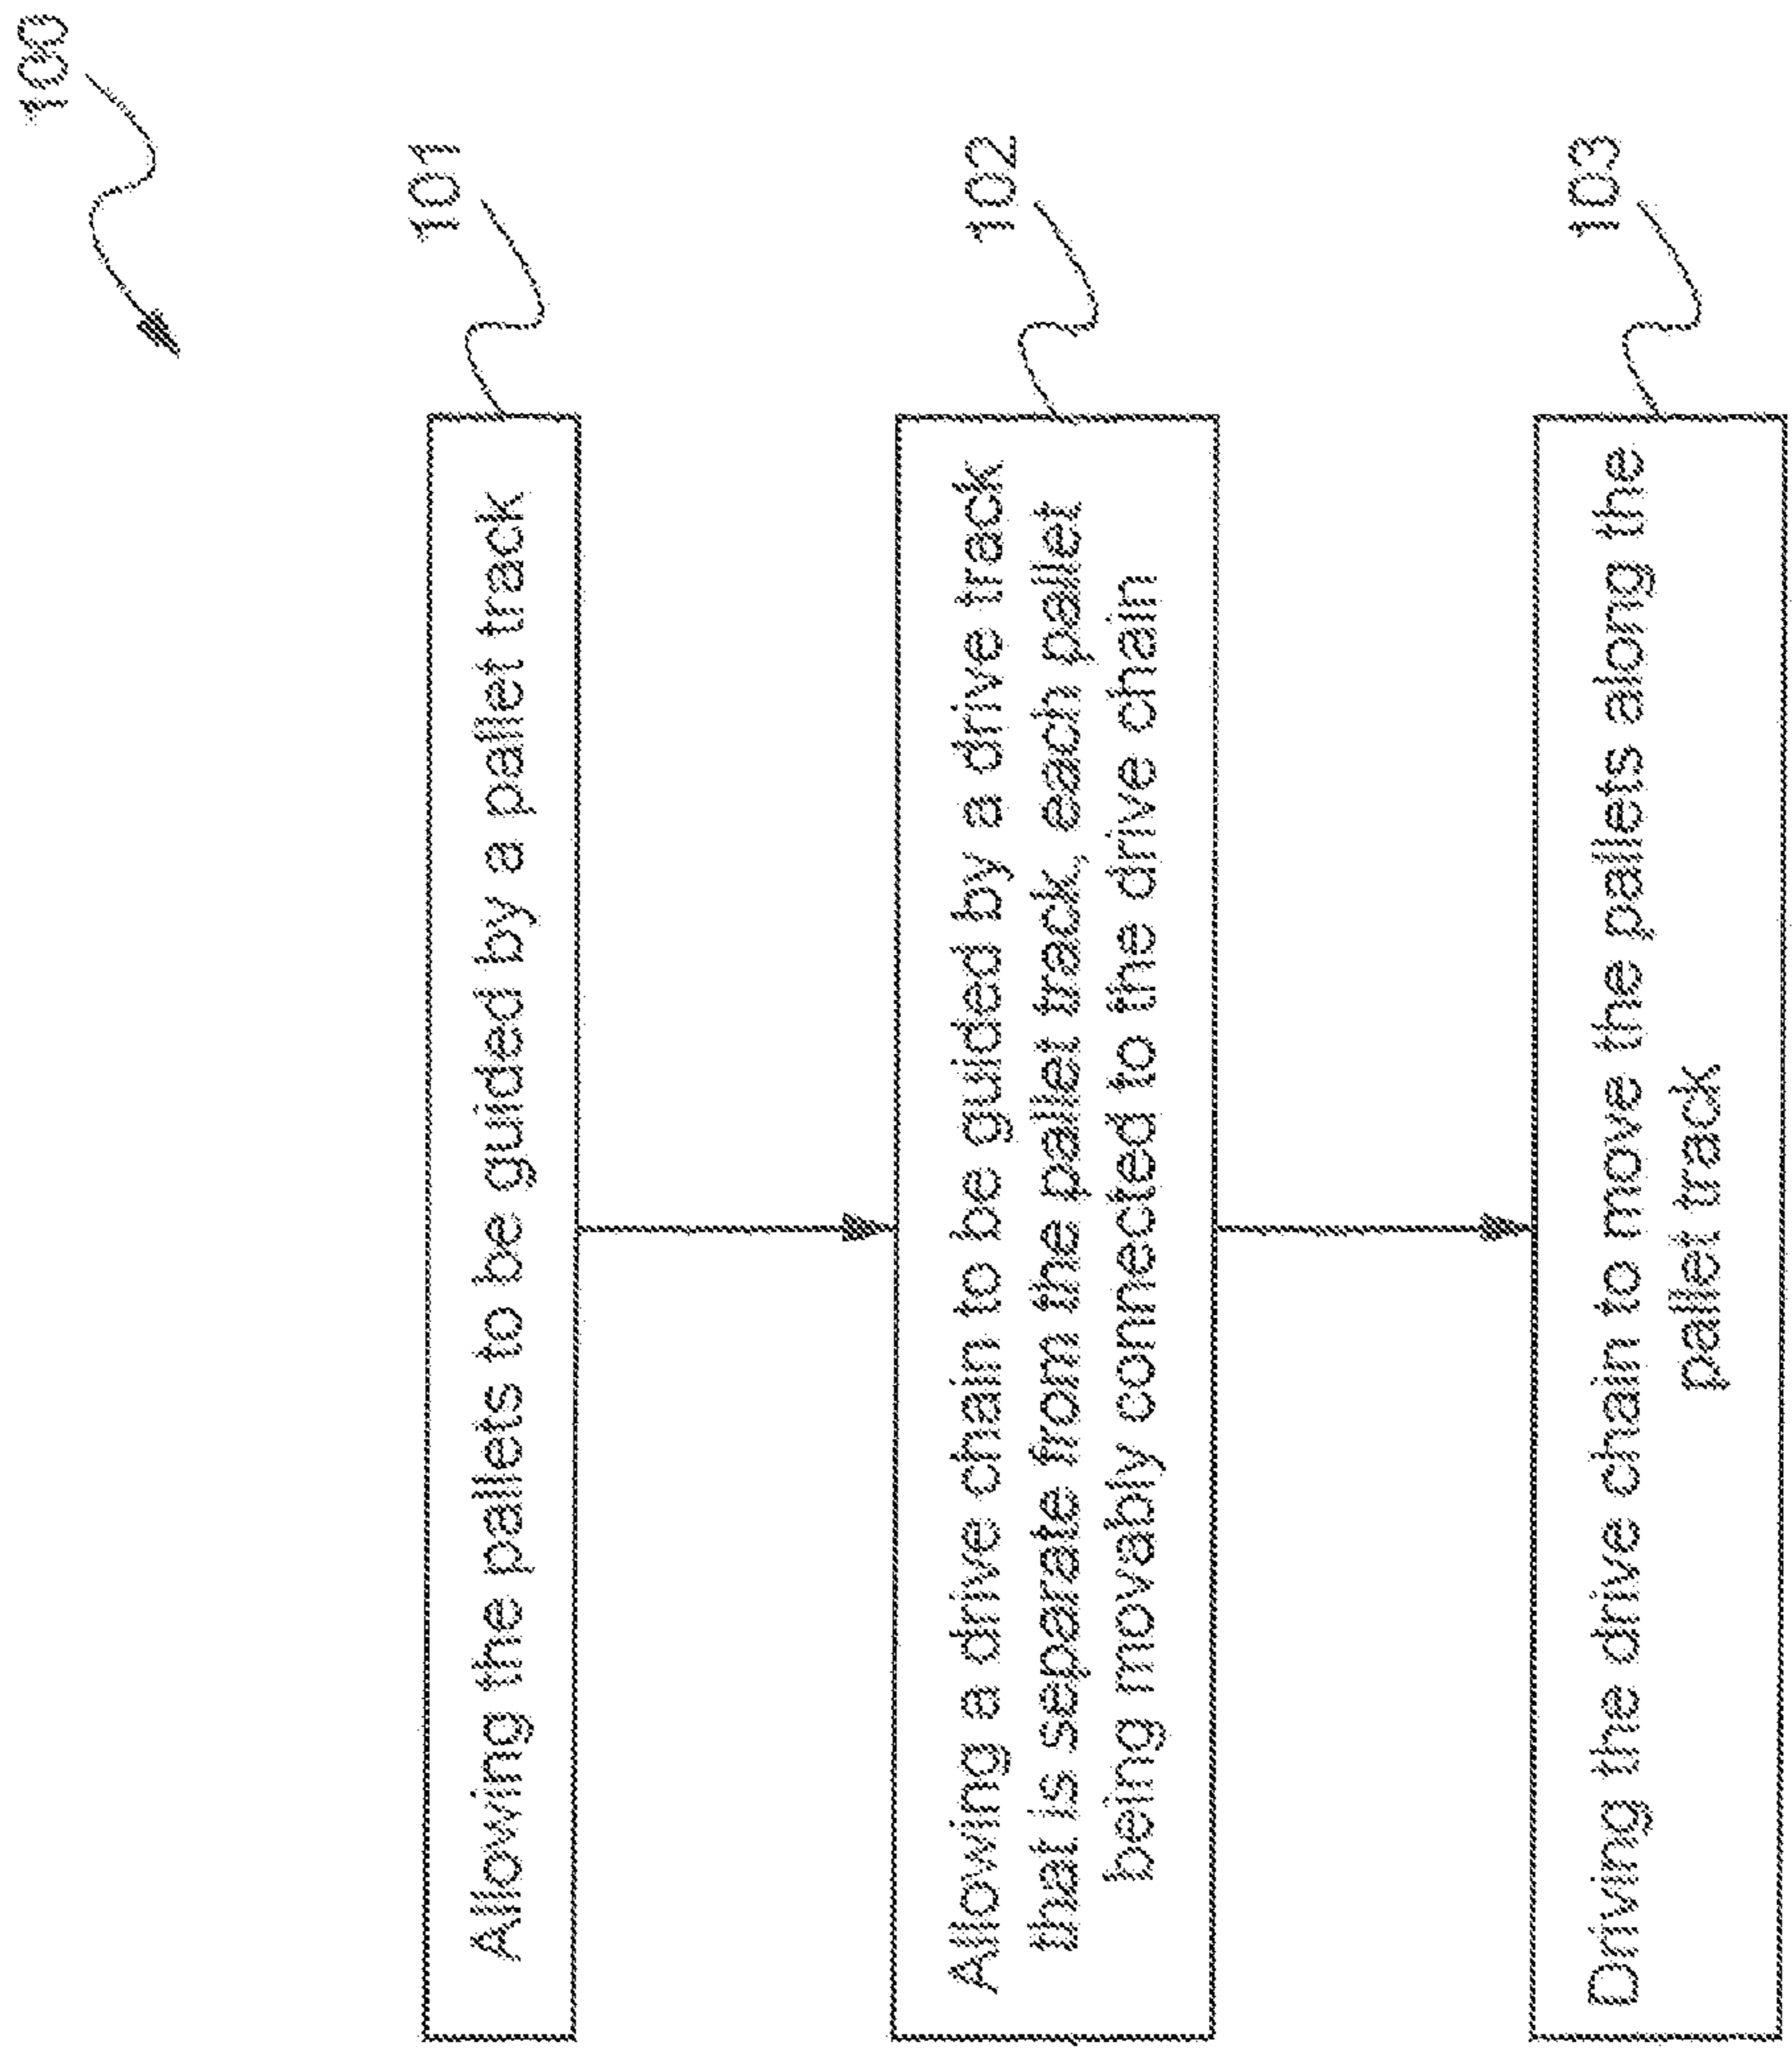 100
101
Allowing the pallets to be guided by a pallet track
102
Allowing a drive chain to be guided by a drive track
that is separate from the pallet track, each pallet
being movably connected to the drive chain
103
Driving the drive chain to move the pallets along the
pallet track